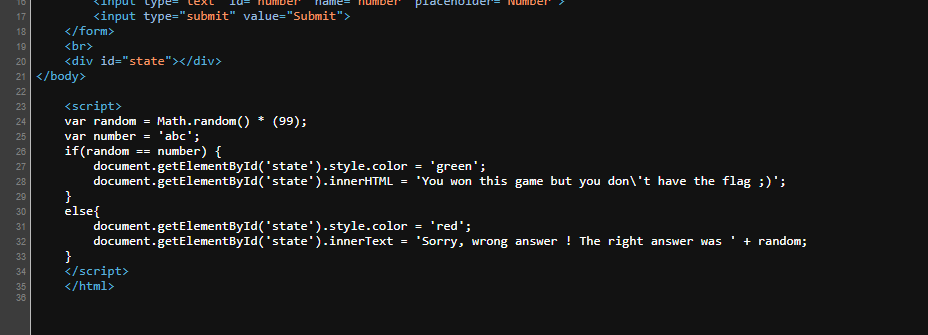 16 <input type="text" id="number" name="number" placeholder="Number">
17 <input type="submit" value="Submit">
18 </form>
19 <br>
20 <div id="state"></div>
21 </body>
22
23 <script>
24 var random = Math.random() * (99);
25 var number = 'abc';
26 if(random == number) {
27 document.getElementById('state').style.color = 'green';
28 document.getElementById('state').innerHTML = 'You won this game but you don\'t have the flag ;)';
29 }
30 else{
31 document.getElementById('state').style.color = 'red';
32 document.getElementById('state').innerText = 'Sorry, wrong answer ! The right answer was ' + random;
33 }
34 </script>
35 </html>
36